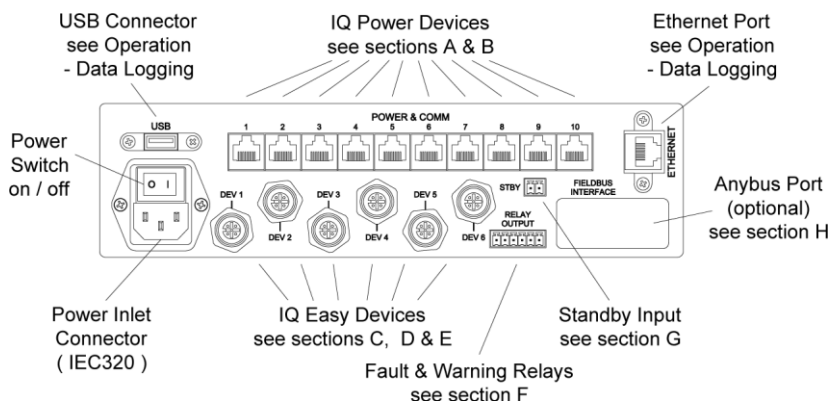 USB Connector
see Operation
- Data Logging
IQ Power Devices
see sections A & B
Ethernet Port
see Operation
- Data Logging
Power
Switch
on / off
USB
POWER & COMM
1 2 3 4 5 6 7 8 9 10
ETHERNET
O I
DEV 1
DEV 2
DEV 3
DEV 4
DEV 5
DEV 6
STBY
RELAY
OUTPUT
FIELDBUS
INTERFACE
Anybus Port
(optional)
see section H
Power Inlet
Connector
( IEC320 )
IQ Easy Devices
see sections C, D & E
Fault & Warning Relays
see section F
Standby Input
see section G